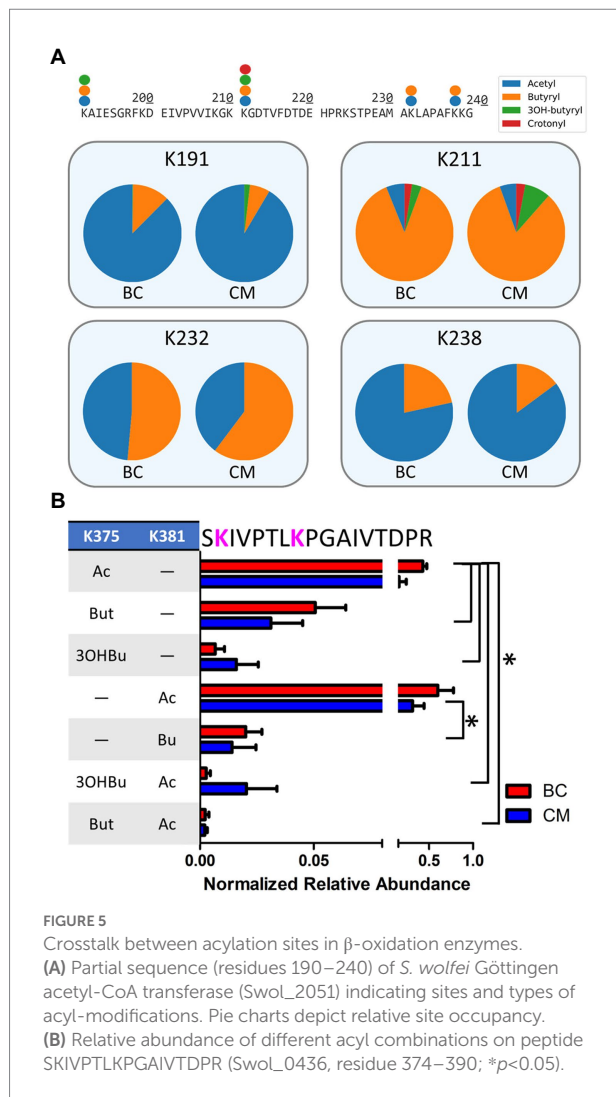 A
Acetyl
Butyryl
3OH-butyryl
Crotonyl
200 210 220 230 240
KAIESGRFKD EIVPVVIKGK KGDTVFDTDE HPRKSTPEAM AKLAPAFKKG
K191
BC CM
K211
BC CM
K232
BC CM
K238
BC CM
B
K375 K381 SKIVPTLKPGAIVTDPR
Ac —
But —
3OHBu —
— Ac
— Bu
3OHBu Ac
But Ac
*
*
BC
CM
0.00 0.05 0.5 1.0
Normalized Relative Abundance
FIGURE 5
Crosstalk between acylation sites in β-oxidation enzymes.
(A) Partial sequence (residues 190–240) of S. wolfei Göttingen
acetyl-CoA transferase (Swol_2051) indicating sites and types of
acyl-modifications. Pie charts depict relative site occupancy.
(B) Relative abundance of different acyl combinations on peptide
SKIVPTLKPGAIVTDPR (Swol_0436, residue 374–390; *p<0.05).